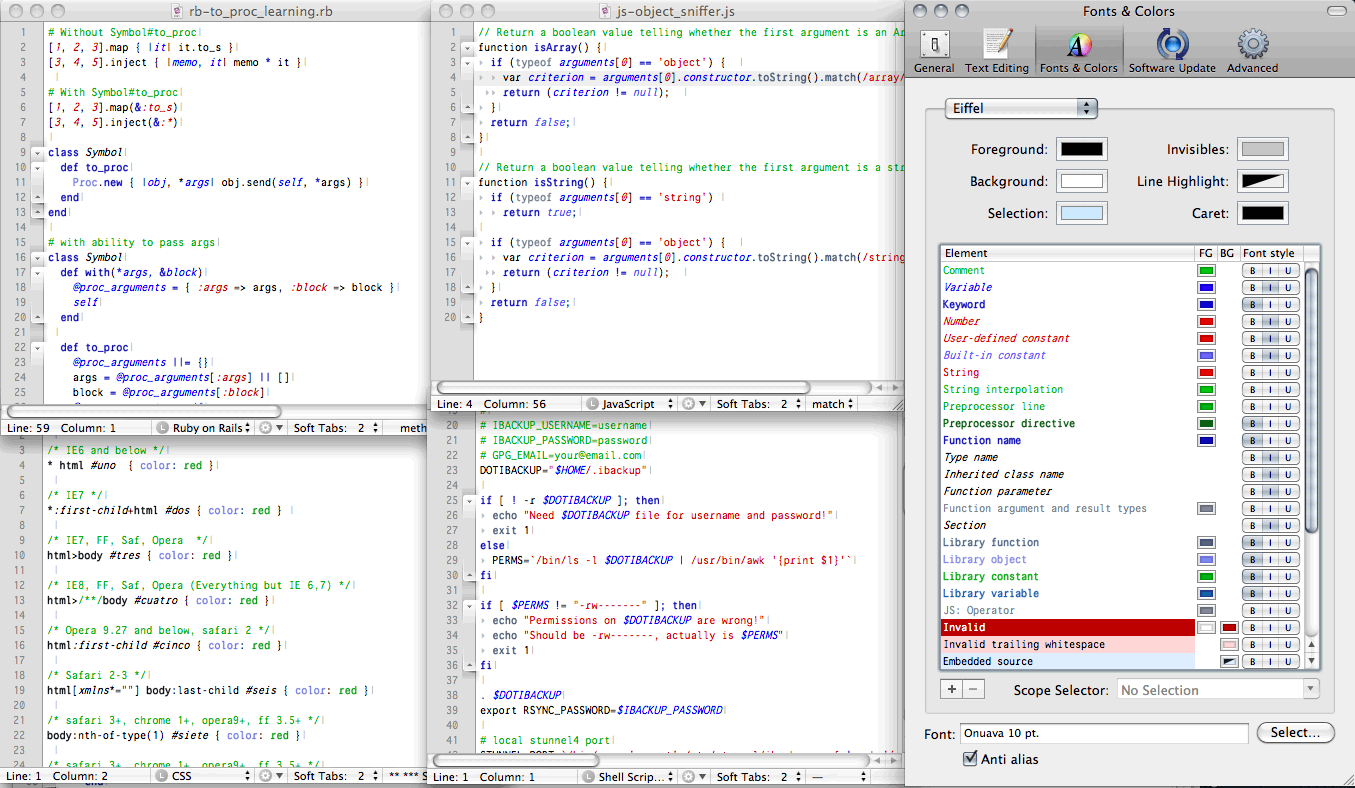 rb-to_proc_learning.rb
1 # Without Symbol#to_proc
2 [1, 2, 3].map { |it| it.to_s }
3 [3, 4, 5].inject { |memo, it| memo * it }
4
5 # With Symbol#to_proc
6 [1, 2, 3].map(&:to_s)
7 [3, 4, 5].inject(&:*)
8
9 class Symbol
10 def to_proc
11 Proc.new { |obj, *args| obj.send(self, *args) }
12 end
13 end
14
15 # with ability to pass args
16 class Symbol
17 def with(*args, &block)
18 @proc_arguments = { :args => args, :block => block }
19 self
20 end
21
22 def to_proc
23 @proc_arguments ||= {}
24 args = @proc_arguments[:args] || []
25 block = @proc_arguments[:block]
Line: 59 Column: 1 Ruby on Rails Soft Tabs: 2 meth
3 /* IE6 and below */
4 * html #uno { color: red }
5
6 /* IE7 */
7 *:first-child+html #dos { color: red }
8
9 /* IE7, FF, Saf, Opera */
10 html>body #tres { color: red }
11
12 /* IE8, FF, Saf, Opera (Everything but IE 6,7) */
13 html>/**/body #cuatro { color: red }
14
15 /* Opera 9.27 and below, safari 2 */
16 html:first-child #cinco { color: red }
17
18 /* Safari 2-3 */
19 html[xmlns*=""] body:last-child #seis { color: red }
20
21 /* safari 3+, chrome 1+, opera9+, ff 3.5+ */
22 body:nth-of-type(1) #siete { color: red }
23
24 /* safari 3+, chrome 1+, opera9+, ff 3.5+ */
Line: 1 Column: 2 CSS Soft Tabs: 2 ** *** S
end
js-object_sniffer.js
1 // Return a boolean value telling whether the first argument is an Ar
2 function isArray() {
3 if (typeof arguments[0] == 'object') {
4 var criterion = arguments[0].constructor.toString().match(/array/
5 return (criterion != null);
6 }
7 return false;
8 }
9
10 // Return a boolean value telling whether the first argument is a str
11 function isString() {
12 if (typeof arguments[0] == 'string')
13 return true;
14
15 if (typeof arguments[0] == 'object') {
16 var criterion = arguments[0].constructor.toString().match(/string
17 return (criterion != null);
18 }
19 return false;
20 }
Line: 4 Column: 56 JavaScript Soft Tabs: 2 match
19 #
20 # IBACKUP_USERNAME=username
21 # IBACKUP_PASSWORD=password
22 # GPG_EMAIL=your@email.com
23 DOTIBACKUP="$HOME/.ibackup"
24
25 if [ ! -r $DOTIBACKUP ]; then
26 echo "Need $DOTIBACKUP file for username and password!"
27 exit 1
28 else
29 PERMS=`/bin/ls -l $DOTIBACKUP | /usr/bin/awk '{print $1}'`
30 fi
31
32 if [ $PERMS != "-rw-------" ]; then
33 echo "Permissions on $DOTIBACKUP are wrong!"
34 echo "Should be -rw-------, actually is $PERMS"
35 exit 1
36 fi
37
38 . $DOTIBACKUP
39 export RSYNC_PASSWORD=$IBACKUP_PASSWORD
40
41 # local stunnel4 port
Line: 1 Column: 1 Shell Scrip... Soft Tabs: 2 —
Fonts & Colors
General Text Editing Fonts & Colors Software Update Advanced
Eiffel
Foreground: Invisibles:
Background: Line Highlight:
Selection: Caret:
Element FG BG Font style
Comment B I U
Variable B I U
Keyword B I U
Number B I U
User-defined constant B I U
Built-in constant B I U
String B I U
String interpolation B I U
Preprocessor line B I U
Preprocessor directive B I U
Function name B I U
Type name B I U
Inherited class name B I U
Function parameter B I U
Function argument and result types B I U
Section B I U
Library function B I U
Library object B I U
Library constant B I U
Library variable B I U
JS: Operator B I U
Invalid B I U
Invalid trailing whitespace B I U
Embedded source B I U
+ − Scope Selector: No Selection
Font: Onuava 10 pt. Select...
Anti alias